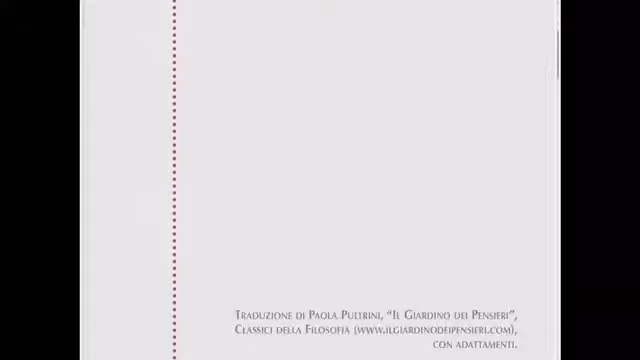 Traduzione di Paola Pultrini, "Il Giardino dei Pensieri",
Classici della Filosofia (www.ilgiardinodeipensieri.com),
con adattamenti.